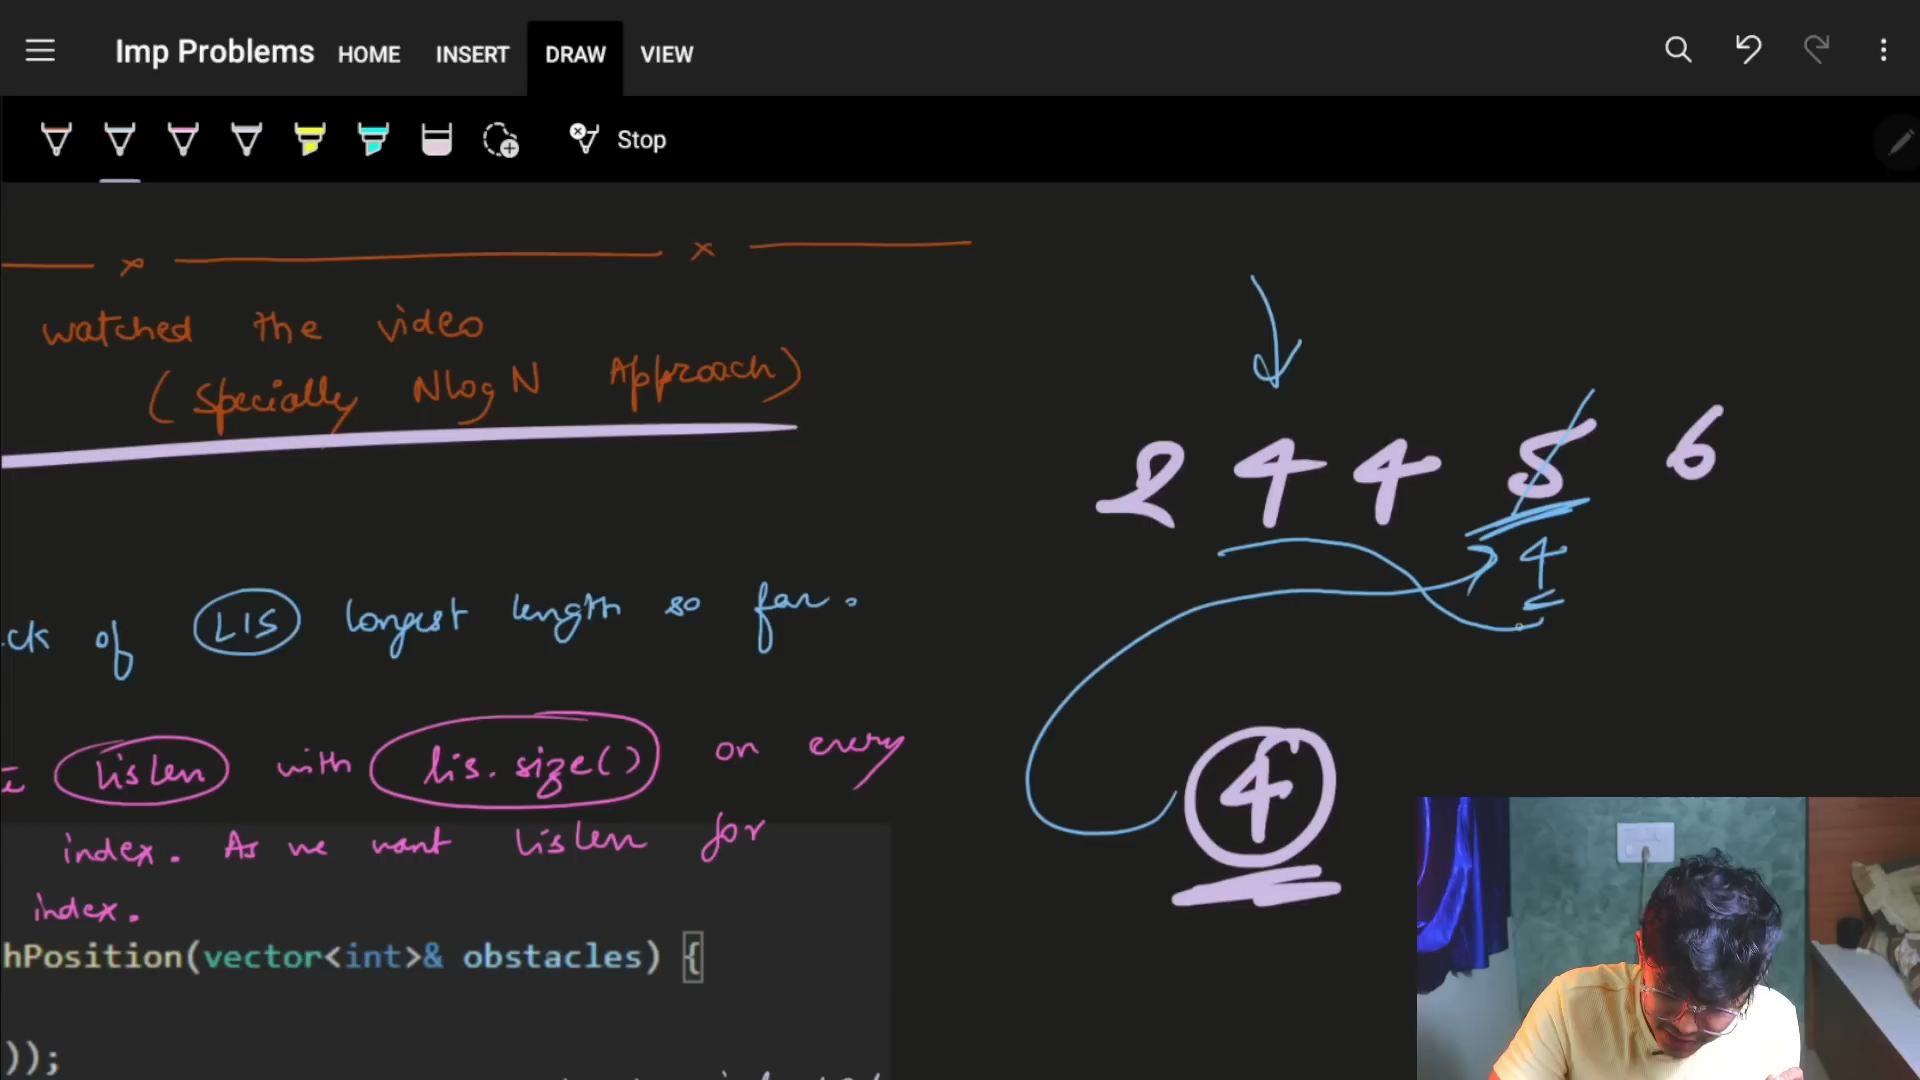 Imp Problems HOME INSERT DRAW VIEW
Stop
watched the video
(Specially NlogN Approach)
2 4 4 5 6
4
ck of LIS longest length so far.
4
lislen with lis.size() on every
index. As we want lislen for
index.
hPosition(vector<int>& obstacles) {
));